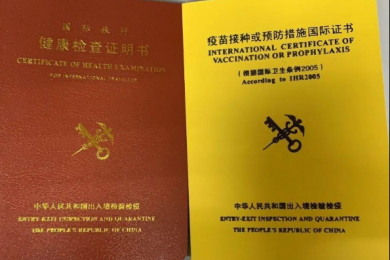 国际旅行
健康检查证明书
CERTIFICATE OF HEALTH EXAMINATION
FOR INTERNATIONAL TRAVELER
中华人民共和国出入境检验检疫
ENTRY-EXIT INSPECTION AND QUARANTINE
THE PEOPLE'S REPUBLIC OF CHINA
疫苗接种或预防措施国际证书
INTERNATIONAL CERTIFICATE OF
VACCINATION OR PROPHYLAXIS
（根据国际卫生条例2005）
According to IHR2005
中华人民共和国出入境检验检疫
ENTRY-EXIT INSPECTION AND QUARANTINE
THE PEOPLE'S REPUBLIC OF CHINA